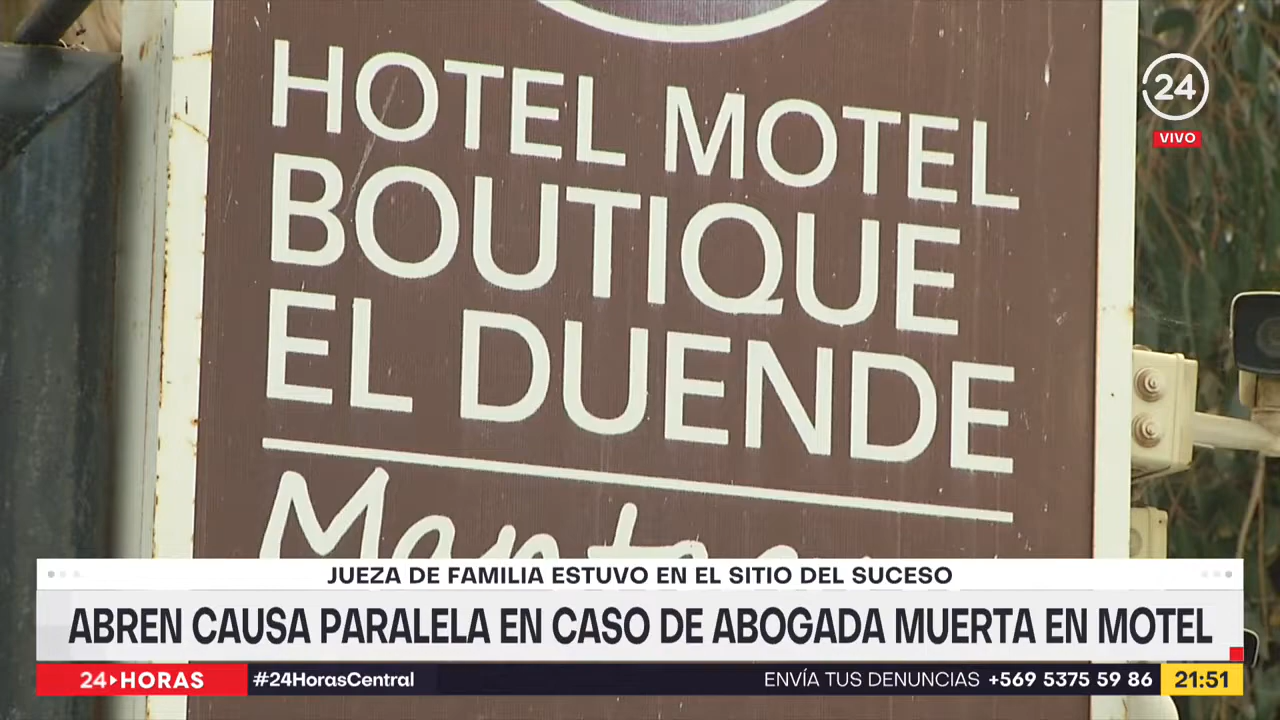 HOTEL MOTEL
BOUTIQUE
EL DUENDE
24
VIVO
JUEZA DE FAMILIA ESTUVO EN EL SITIO DEL SUCESO
ABREN CAUSA PARALELA EN CASO DE ABOGADA MUERTA EN MOTEL
24 HORAS
#24HorasCentral
ENVÍA TUS DENUNCIAS +569 5375 59 86
21:51